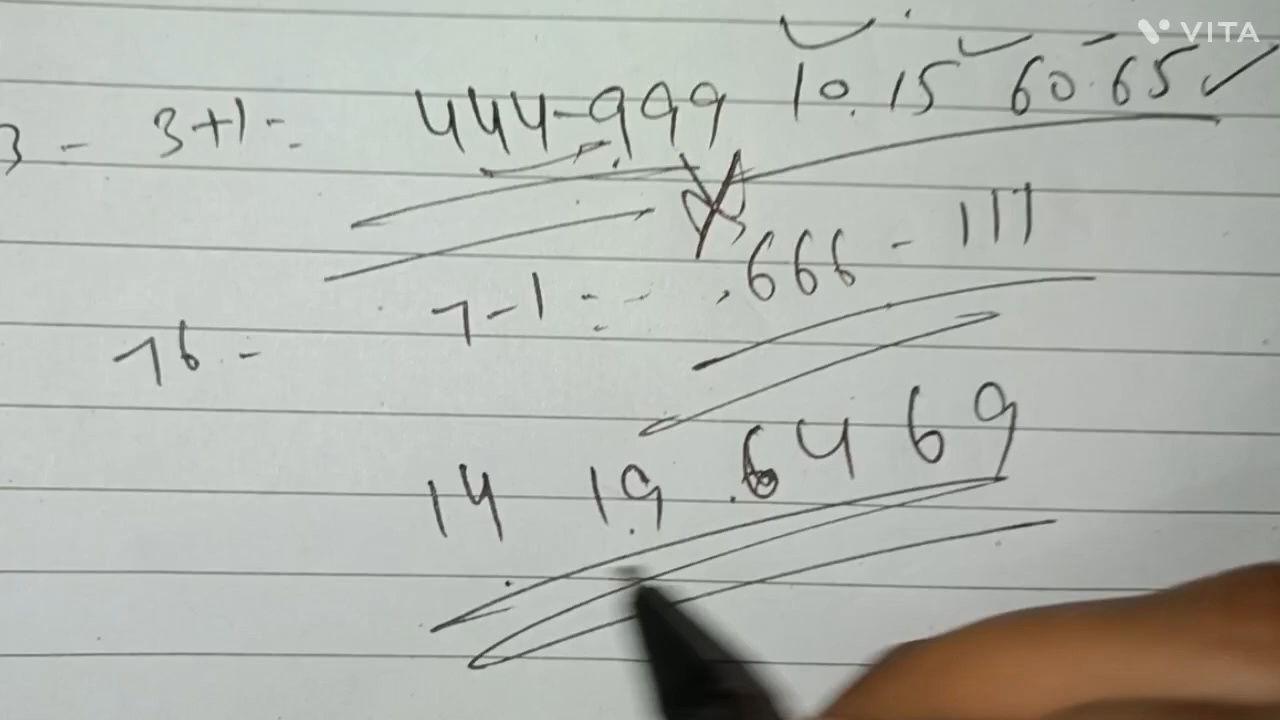 VITA
10.15 60.65
3 - 3+1= 444-999
7-1= .666 - 111
76 -
14 19 .64 69